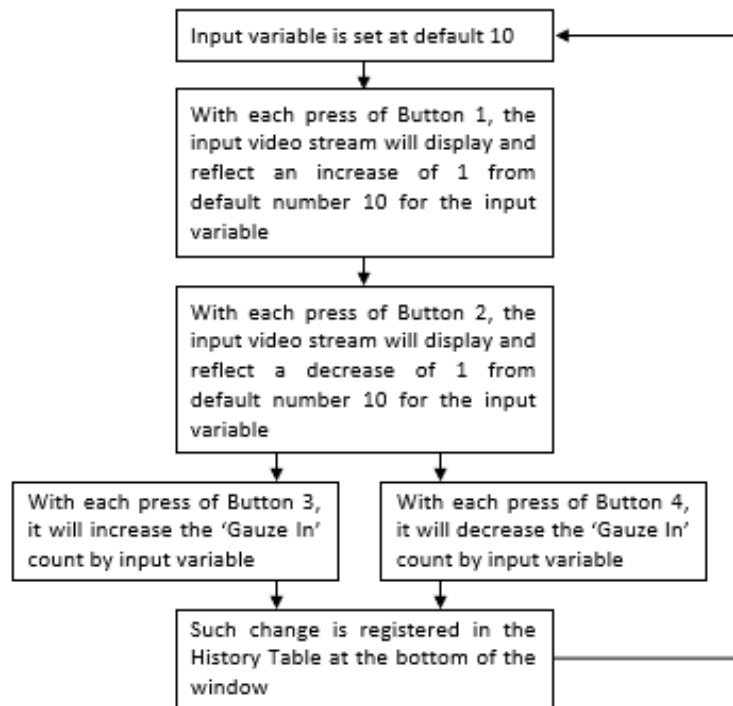 Input variable is set at default 10
With each press of Button 1, the
input video stream will display and
reflect an increase of 1 from
default number 10 for the input
variable
With each press of Button 2, the
input video stream will display and
reflect a decrease of 1 from
default number 10 for the input
variable
With each press of Button 3,
it will increase the ‘Gauze In’
count by input variable
With each press of Button 4,
it will decrease the ‘Gauze In’
count by input variable
Such change is registered in the
History Table at the bottom of the
window